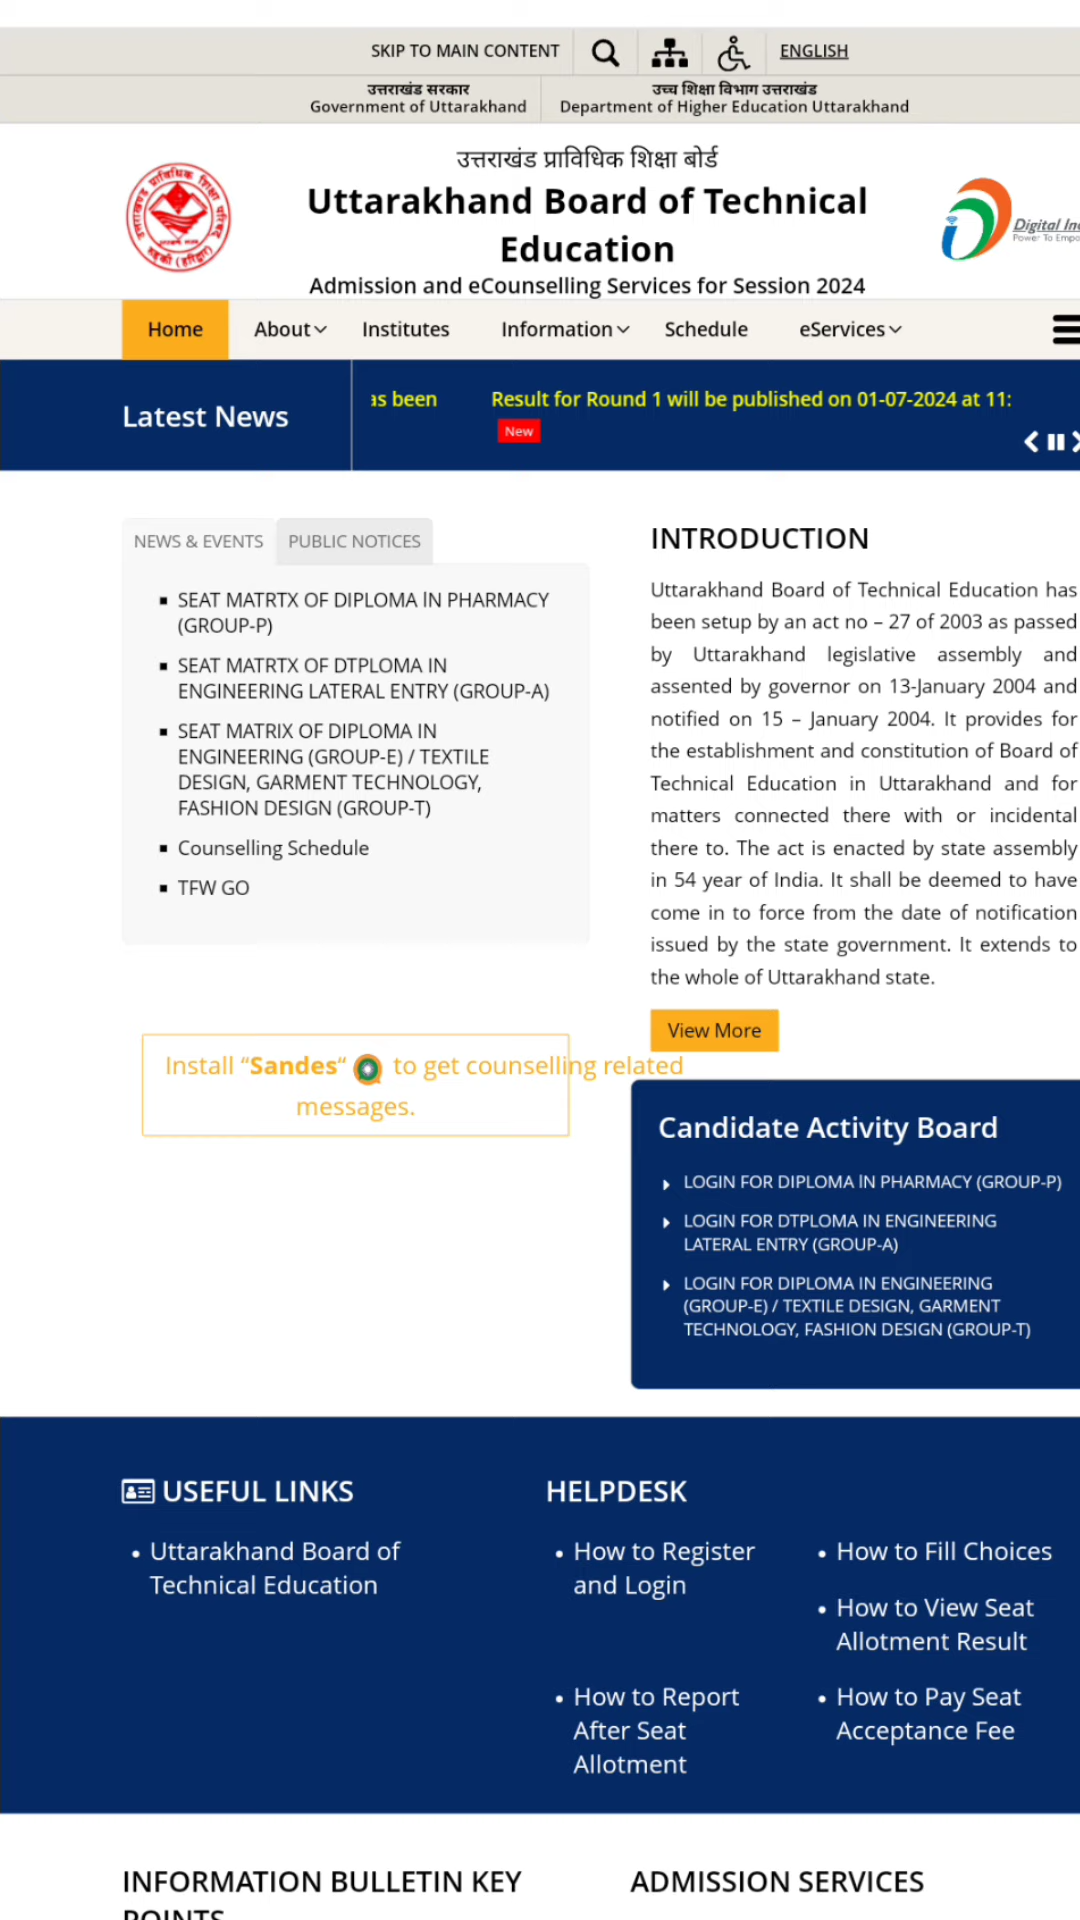 SKIP TO MAIN CONTENT
ENGLISH
उत्तराखंड सरकार
Government of Uttarakhand
उच्च शिक्षा विभाग उत्तराखंड
Department of Higher Education Uttarakhand
उत्तराखंड प्राविधिक शिक्षा बोर्ड
Uttarakhand Board of Technical
Education
Admission and eCounselling Services for Session 2024
Digital In
Power To Empo
Home
About
Institutes
Information
Schedule
eServices
Latest News
as been
Result for Round 1 will be published on 01-07-2024 at 11:
New
NEWS & EVENTS
PUBLIC NOTICES
SEAT MATRTX OF DIPLOMA lN PHARMACY
(GROUP-P)
SEAT MATRTX OF DTPLOMA IN
ENGINEERING LATERAL ENTRY (GROUP-A)
SEAT MATRIX OF DIPLOMA IN
ENGINEERING (GROUP-E) / TEXTILE
DESIGN, GARMENT TECHNOLOGY,
FASHION DESIGN (GROUP-T)
Counselling Schedule
TFW GO
INTRODUCTION
Uttarakhand Board of Technical Education has
been setup by an act no – 27 of 2003 as passed
by Uttarakhand legislative assembly and
assented by governor on 13-January 2004 and
notified on 15 – January 2004. It provides for
the establishment and constitution of Board of
Technical Education in Uttarakhand and for
matters connected there with or incidental
there to. The act is enacted by state assembly
in 54 year of India. It shall be deemed to have
come in to force from the date of notification
issued by the state government. It extends to
the whole of Uttarakhand state.
View More
Install “Sandes“ to get counselling related
messages.
Candidate Activity Board
LOGIN FOR DIPLOMA lN PHARMACY (GROUP-P)
LOGIN FOR DTPLOMA IN ENGINEERING
LATERAL ENTRY (GROUP-A)
LOGIN FOR DIPLOMA IN ENGINEERING
(GROUP-E) / TEXTILE DESIGN, GARMENT
TECHNOLOGY, FASHION DESIGN (GROUP-T)
USEFUL LINKS
Uttarakhand Board of
Technical Education
HELPDESK
How to Register
and Login
How to Fill Choices
How to View Seat
Allotment Result
How to Report
After Seat
Allotment
How to Pay Seat
Acceptance Fee
INFORMATION BULLETIN KEY
POINTS
ADMISSION SERVICES